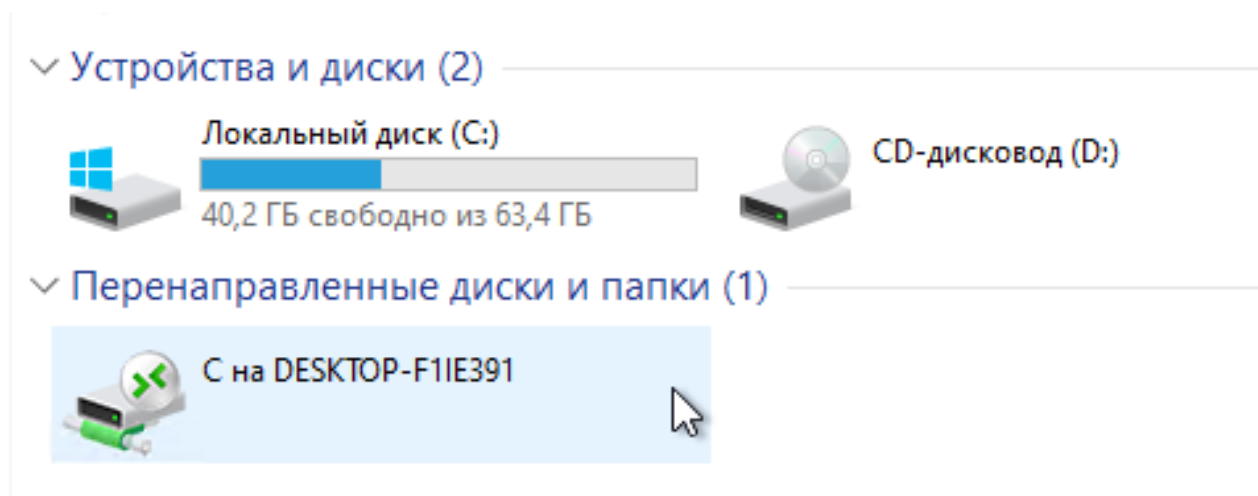 Устройства и диски (2)
Локальный диск (C:)
40,2 ГБ свободно из 63,4 ГБ
CD-дисковод (D:)
Перенаправленные диски и папки (1)
С на DESKTOP-F1IE391